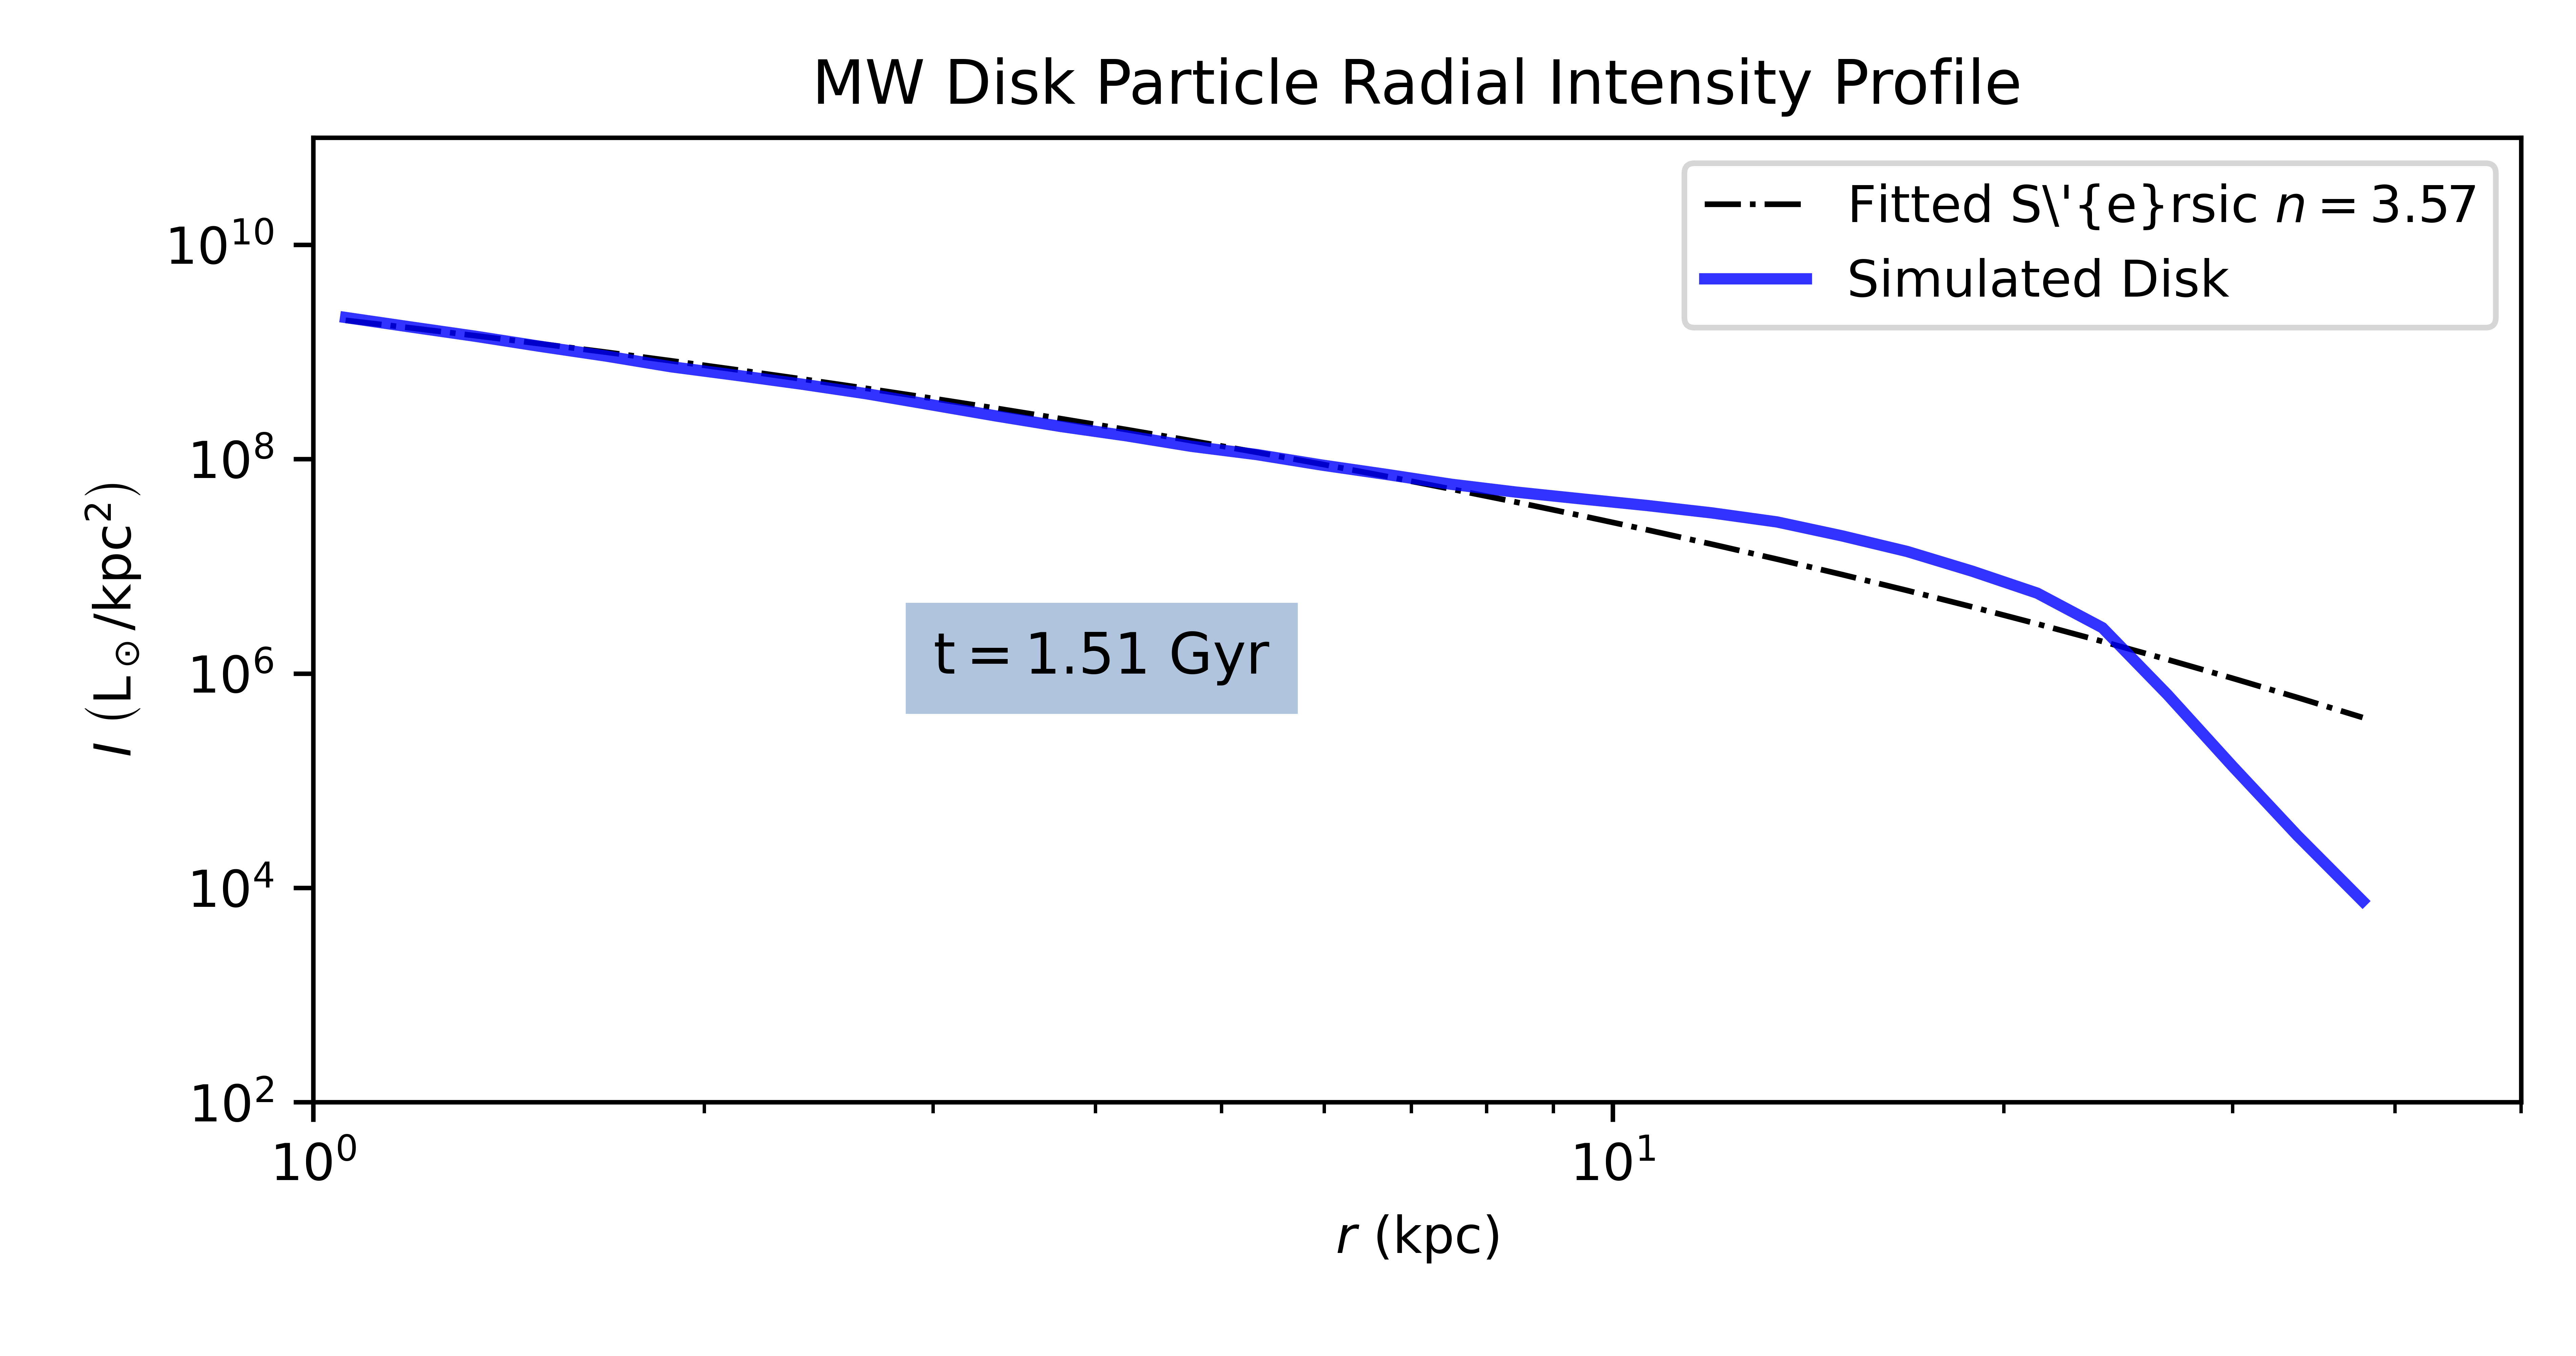 MW Disk Particle Radial Intensity Profile
Fitted S\'{e}rsic n = 3.57
Simulated Disk
10¹⁰
10⁸
10⁶
10⁴
10²
I (L☉/kpc²)
t = 1.51 Gyr
10⁰
10¹
r (kpc)